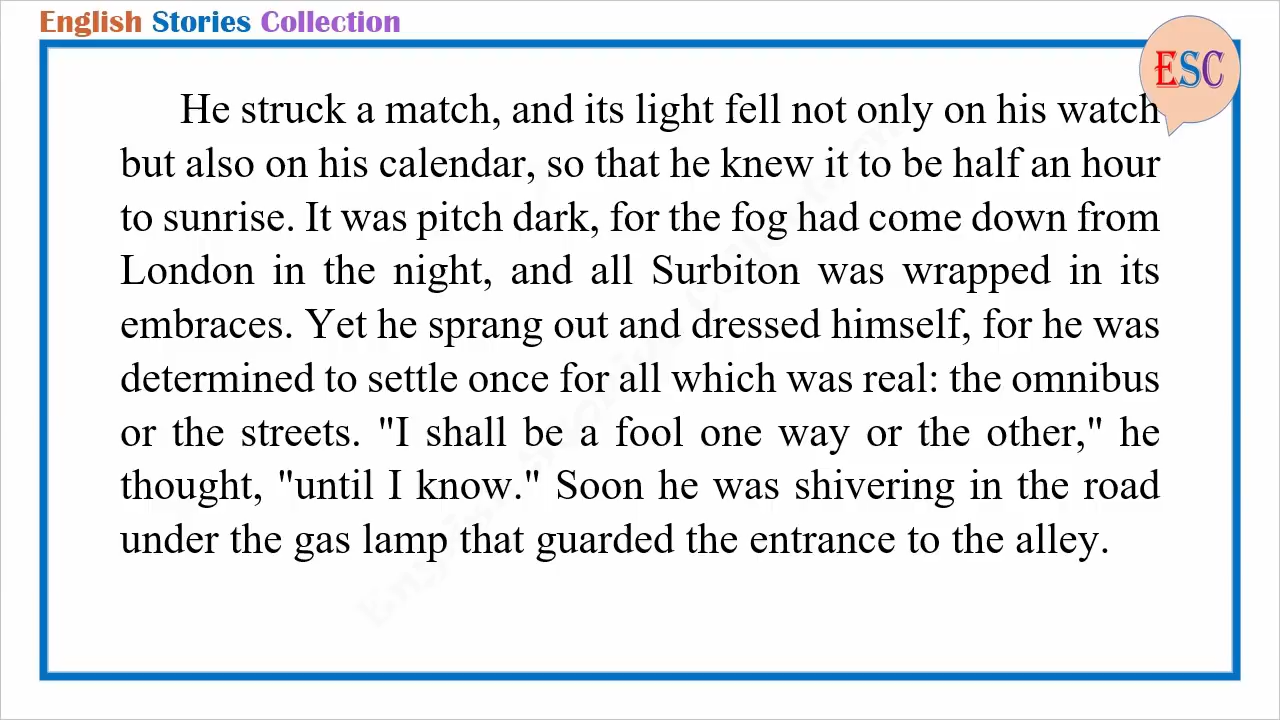 English Stories Collection
ESC
He struck a match, and its light fell not only on his watch
but also on his calendar, so that he knew it to be half an hour
to sunrise. It was pitch dark, for the fog had come down from
London in the night, and all Surbiton was wrapped in its
embraces. Yet he sprang out and dressed himself, for he was
determined to settle once for all which was real: the omnibus
or the streets. "I shall be a fool one way or the other," he
thought, "until I know." Soon he was shivering in the road
under the gas lamp that guarded the entrance to the alley.